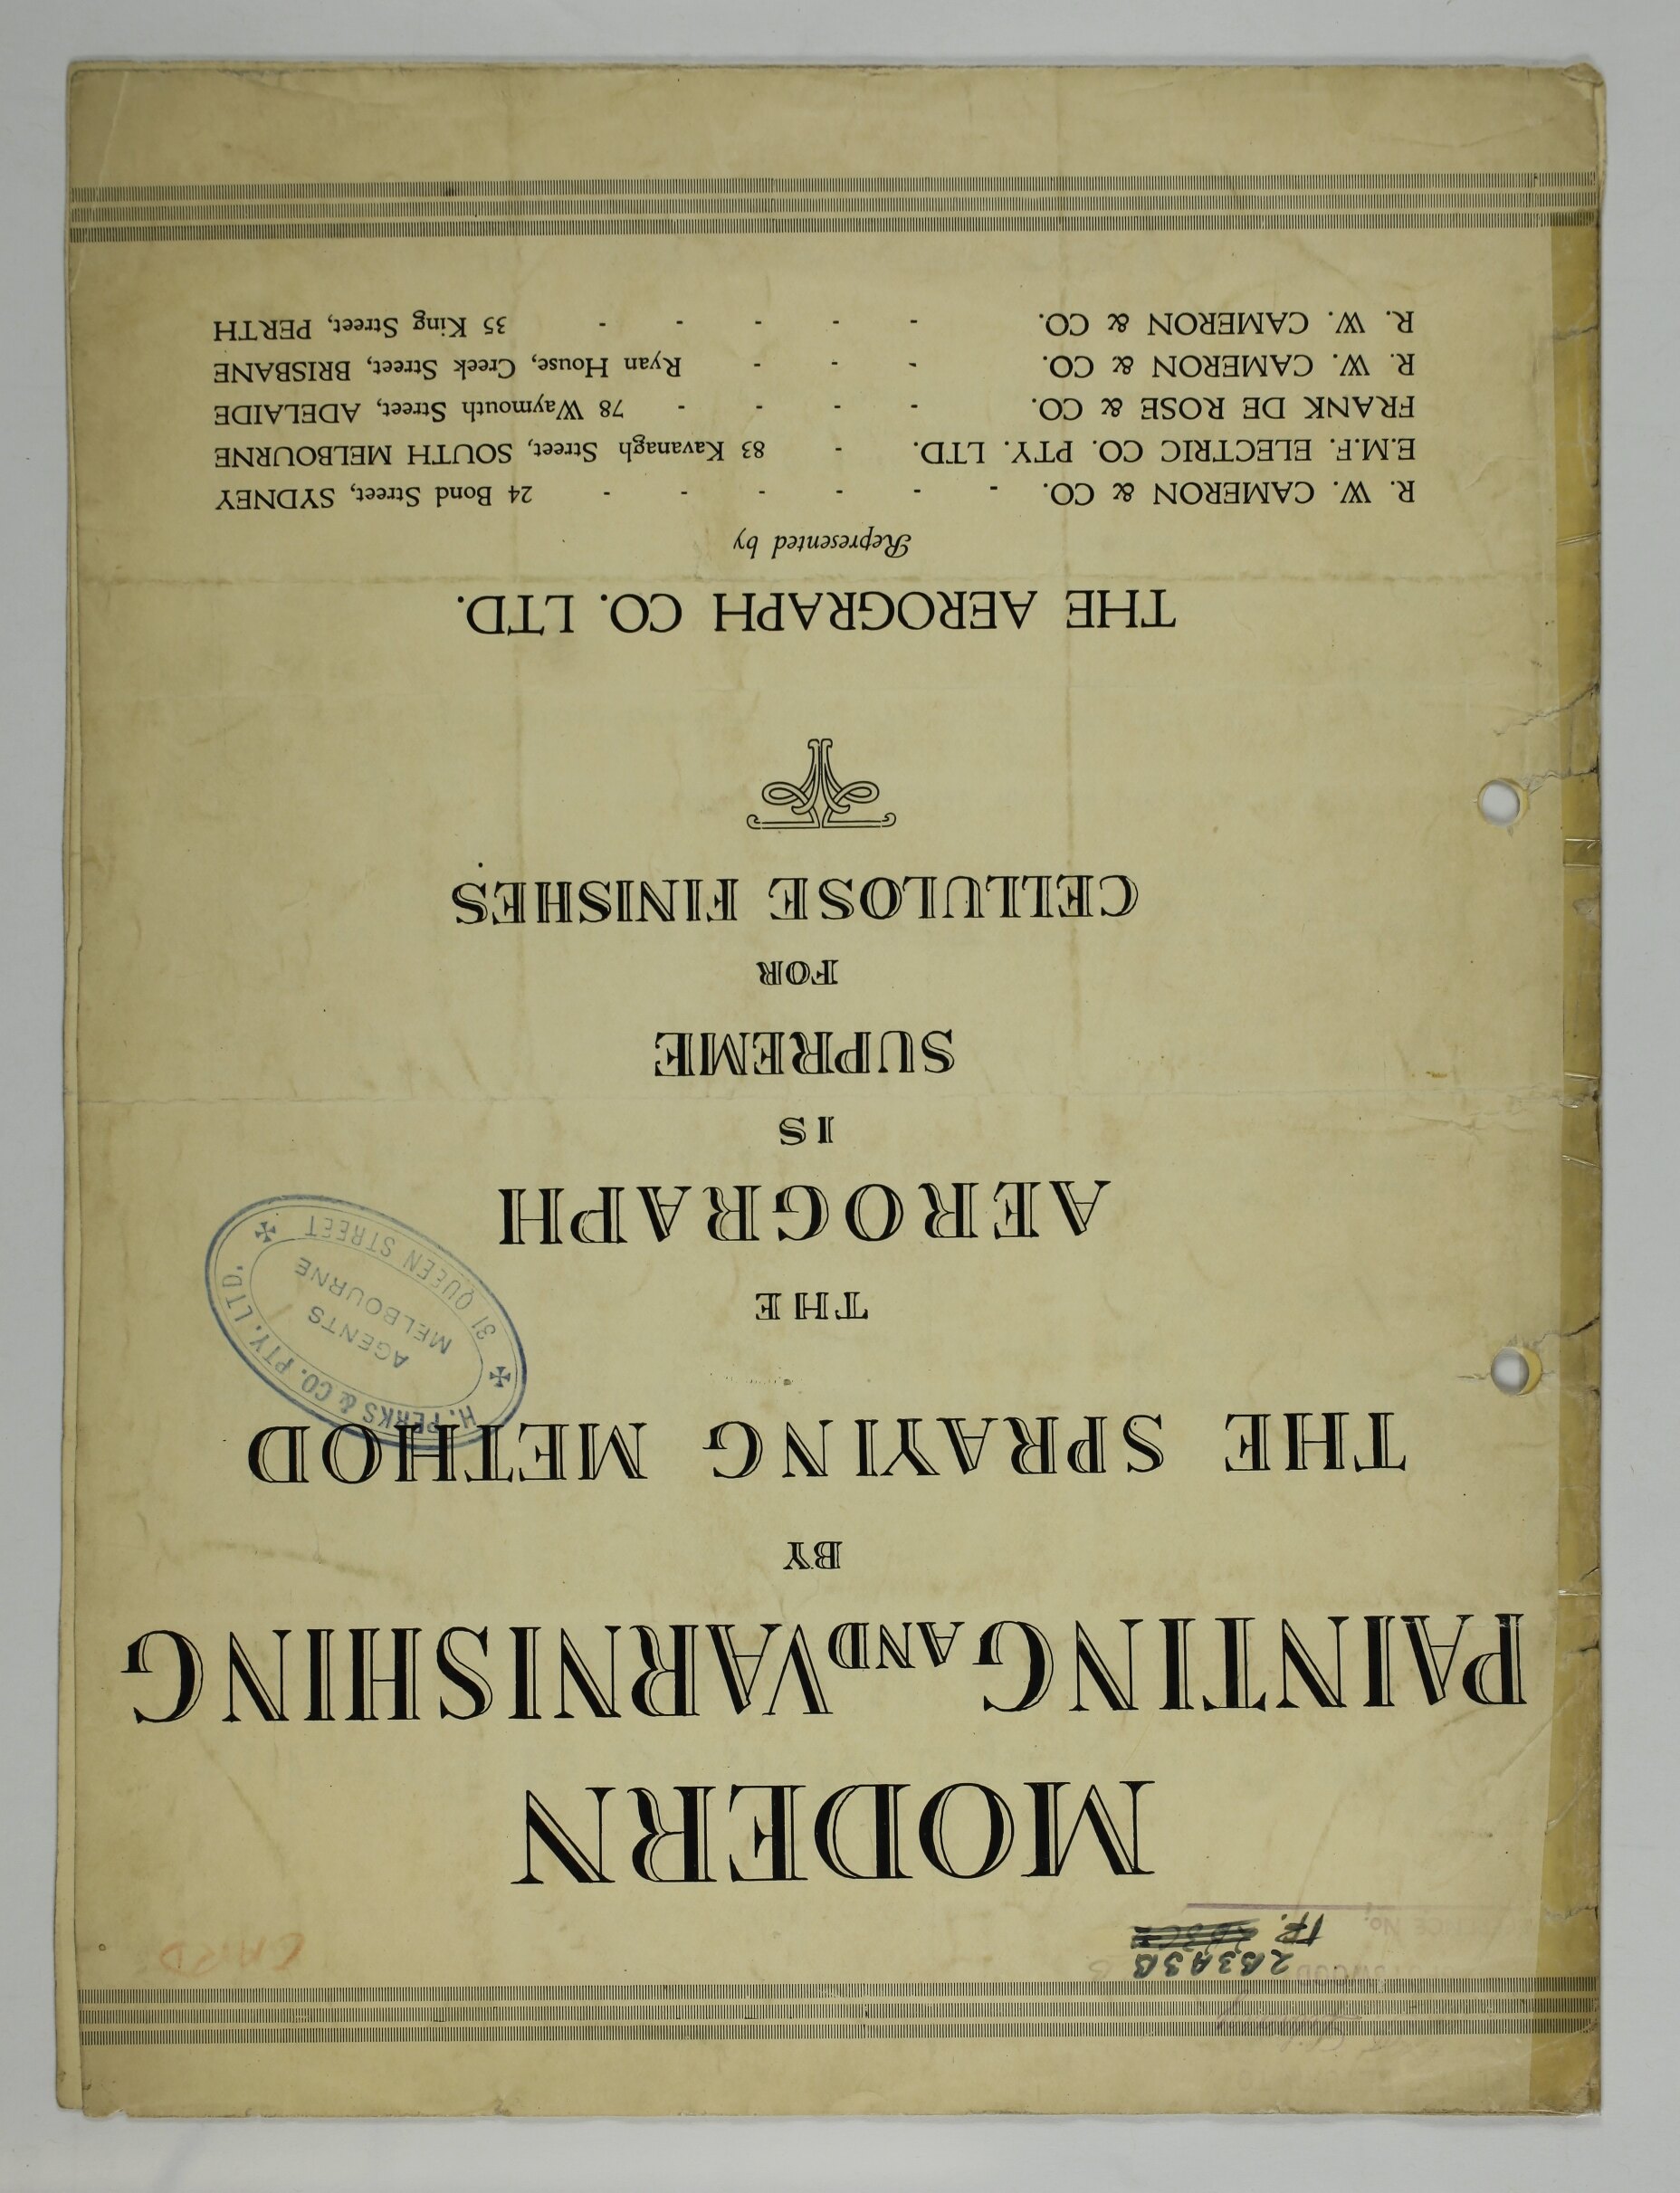 2B3A3B
CARD
MODERN
PAINTING AND VARNISHING
BY
THE SPRAYING METHOD
H. PERKS & CO. PTY. LTD.
AGENTS
MELBOURNE
31 QUEEN STREET
THE
AEROGRAPH
IS
SUPREME
FOR
CELLULOSE FINISHES
THE AEROGRAPH CO. LTD.
Represented by
R. W. CAMERON & CO. - - - - - - 24 Bond Street, SYDNEY
E.M.F. ELECTRIC CO. PTY. LTD. - 83 Kavanagh Street, SOUTH MELBOURNE
FRANK DE ROSE & CO. - - - - 78 Waymouth Street, ADELAIDE
R. W. CAMERON & CO. - - - Ryan House, Creek Street, BRISBANE
R. W. CAMERON & CO. - - - - - 35 King Street, PERTH